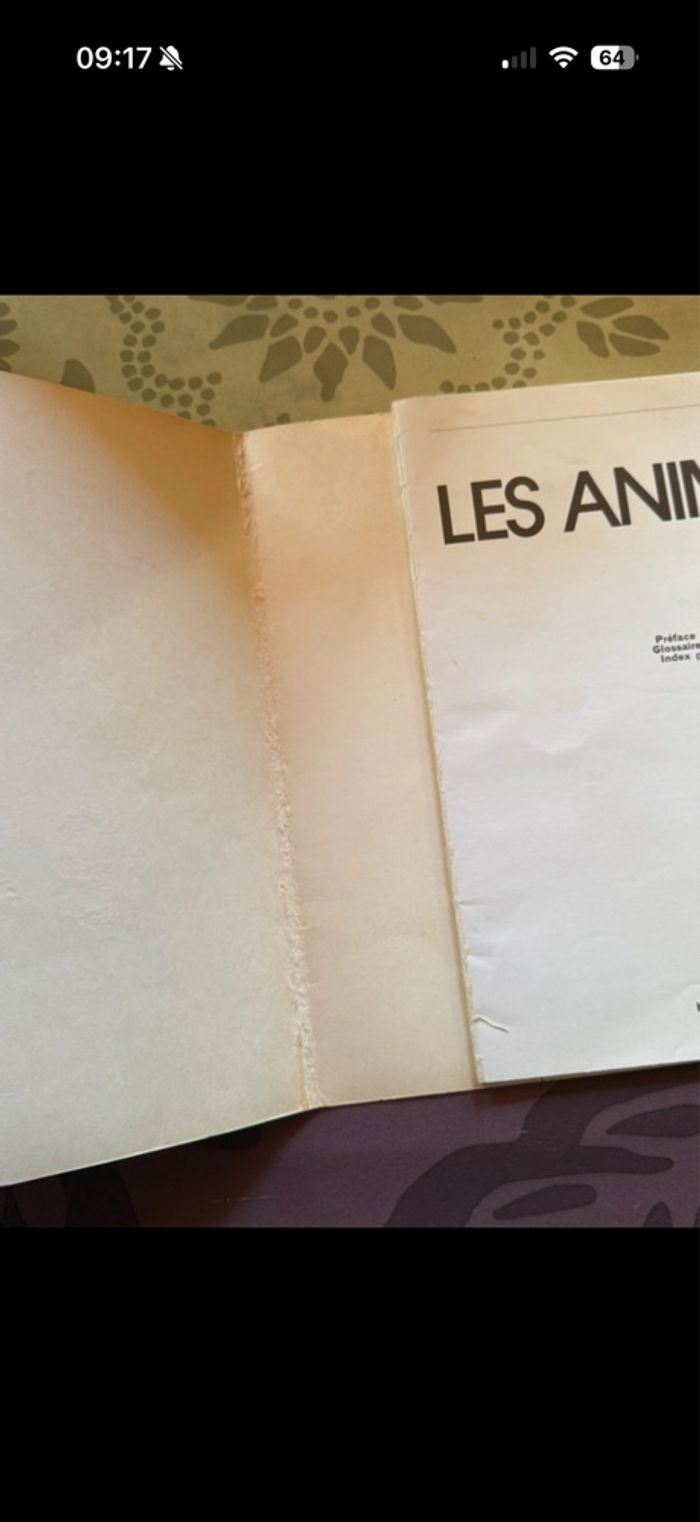 09:17
64
LES ANIM
Préface
Glossaire
Index